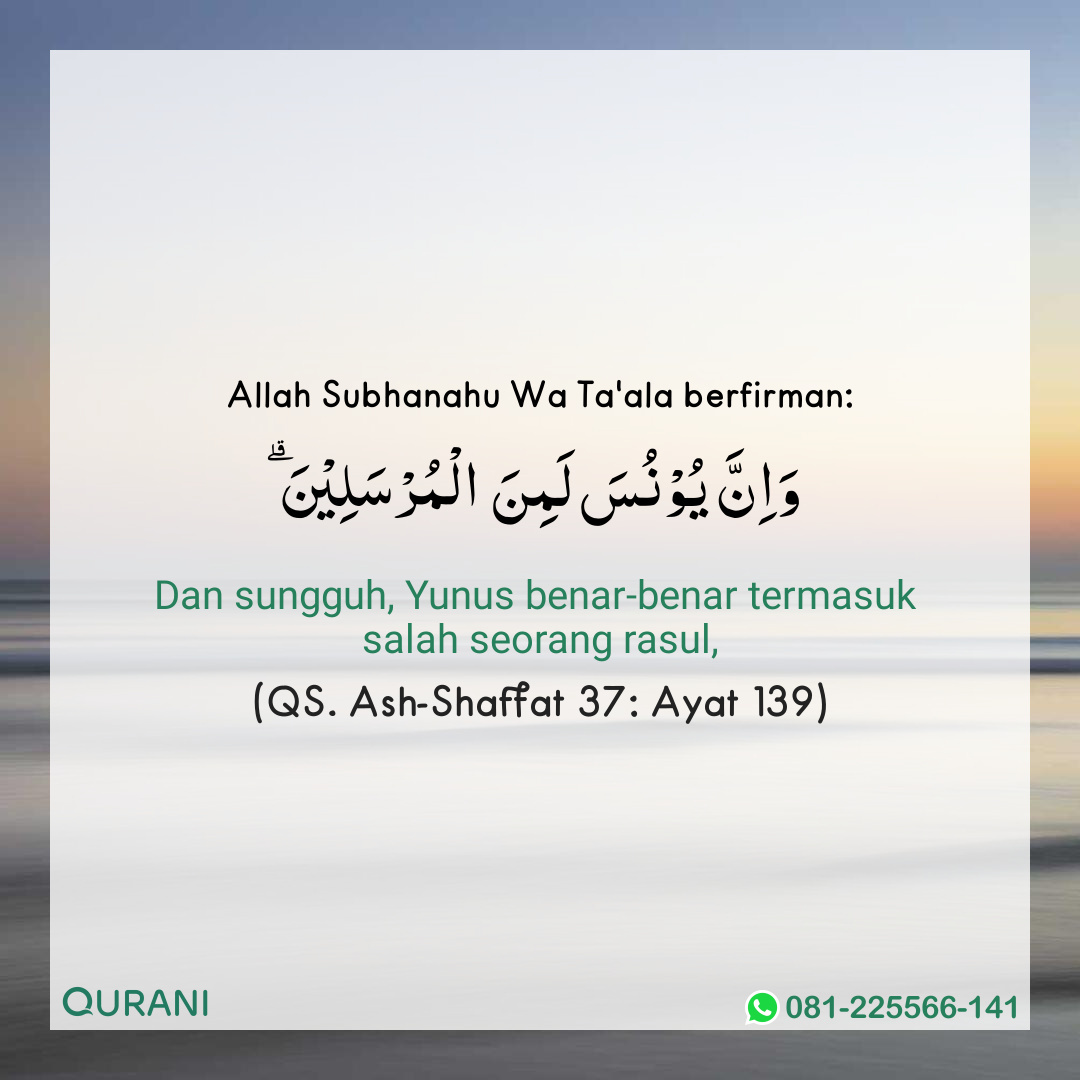 Allah Subhanahu Wa Ta'ala berfirman:
وَاِنَّ يُوْنُسَ لَمِنَ الْمُرْسَلِيْنَۗ
Dan sungguh, Yunus benar-benar termasuk
salah seorang rasul,
(QS. Ash-Shaffat 37: Ayat 139)
QURANI
081-225566-141